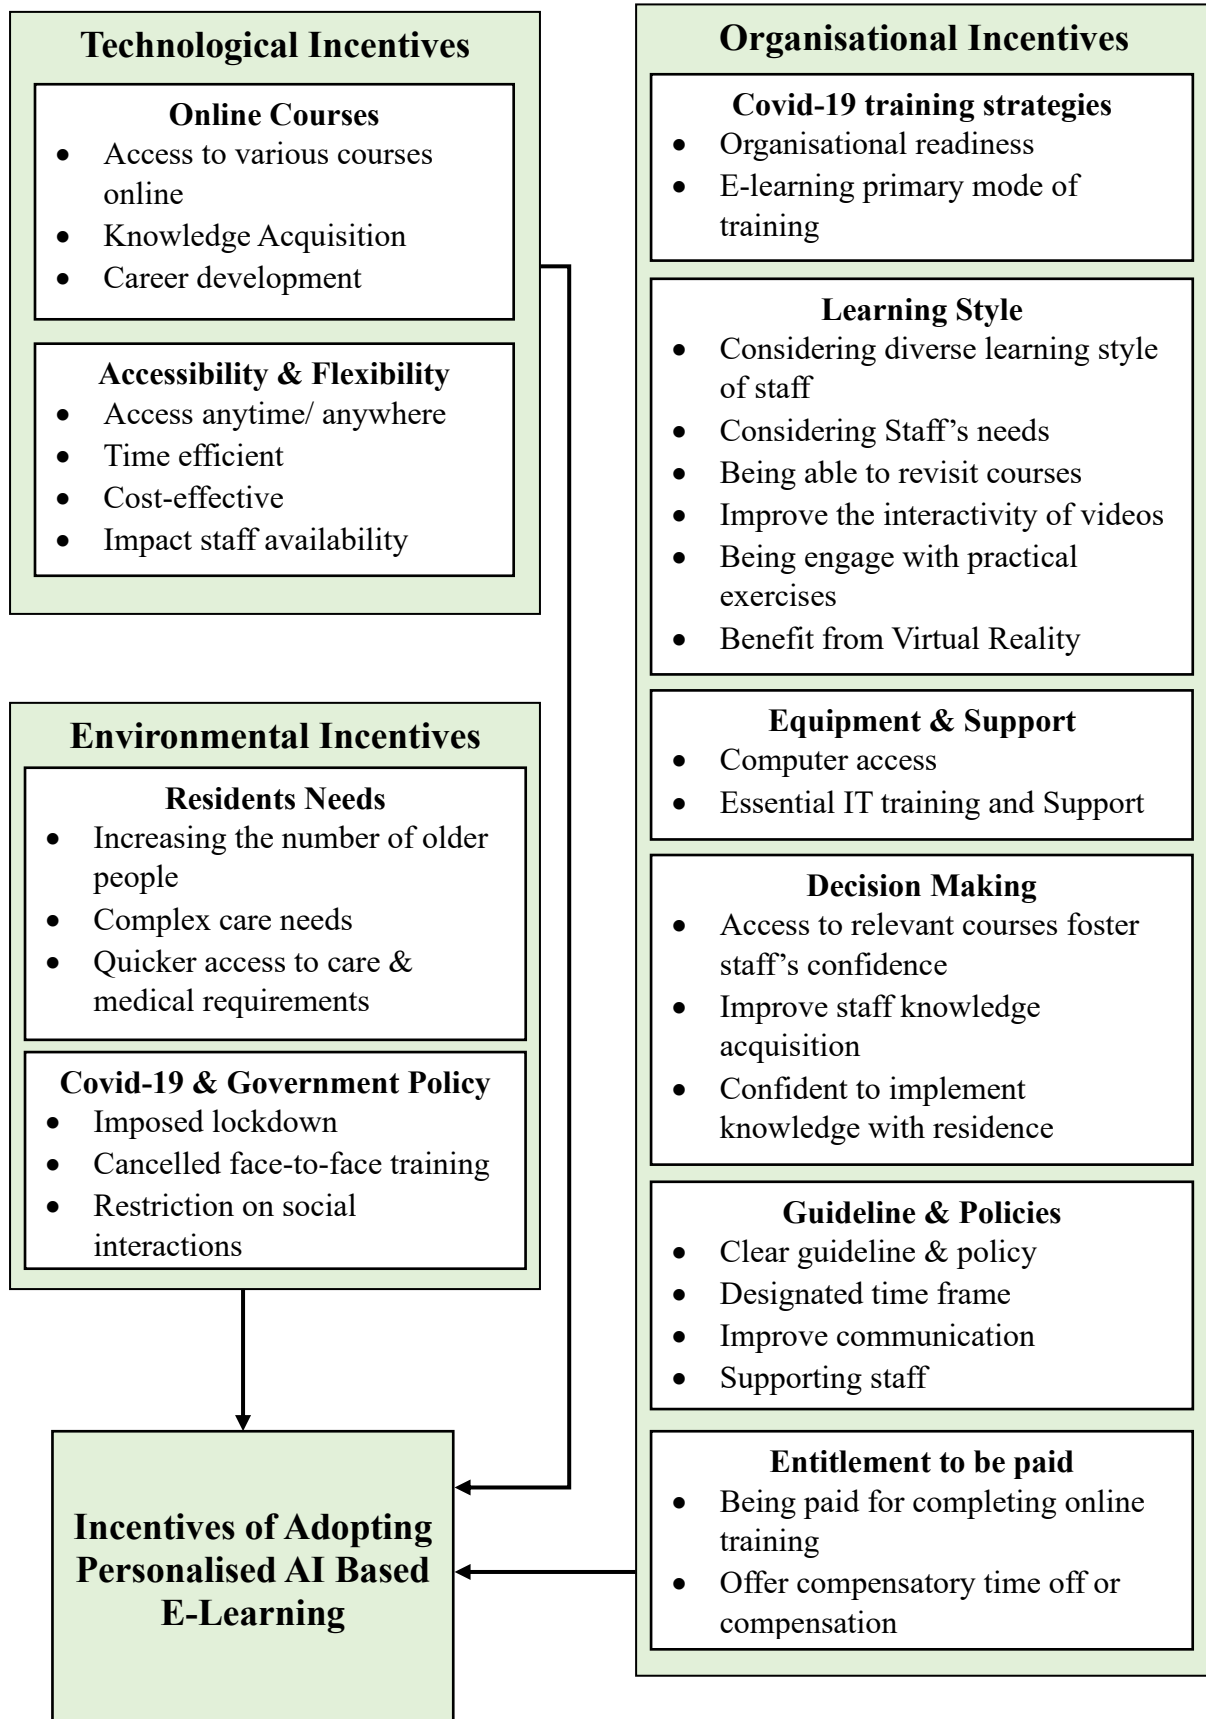 Technological Incentives
Online Courses
• Access to various courses
online
• Knowledge Acquisition
• Career development
Accessibility & Flexibility
• Access anytime/ anywhere
• Time efficient
• Cost-effective
• Impact staff availability
Environmental Incentives
Residents Needs
• Increasing the number of older
people
• Complex care needs
• Quicker access to care &
medical requirements
Covid-19 & Government Policy
• Imposed lockdown
• Cancelled face-to-face training
• Restriction on social
interactions
Incentives of Adopting
Personalised AI Based
E-Learning
Organisational Incentives
Covid-19 training strategies
• Organisational readiness
• E-learning primary mode of
training
Learning Style
• Considering diverse learning style
of staff
• Considering Staff’s needs
• Being able to revisit courses
• Improve the interactivity of videos
• Being engage with practical
exercises
• Benefit from Virtual Reality
Equipment & Support
• Computer access
• Essential IT training and Support
Decision Making
• Access to relevant courses foster
staff’s confidence
• Improve staff knowledge
acquisition
• Confident to implement
knowledge with residence
Guideline & Policies
• Clear guideline & policy
• Designated time frame
• Improve communication
• Supporting staff
Entitlement to be paid
• Being paid for completing online
training
• Offer compensatory time off or
compensation